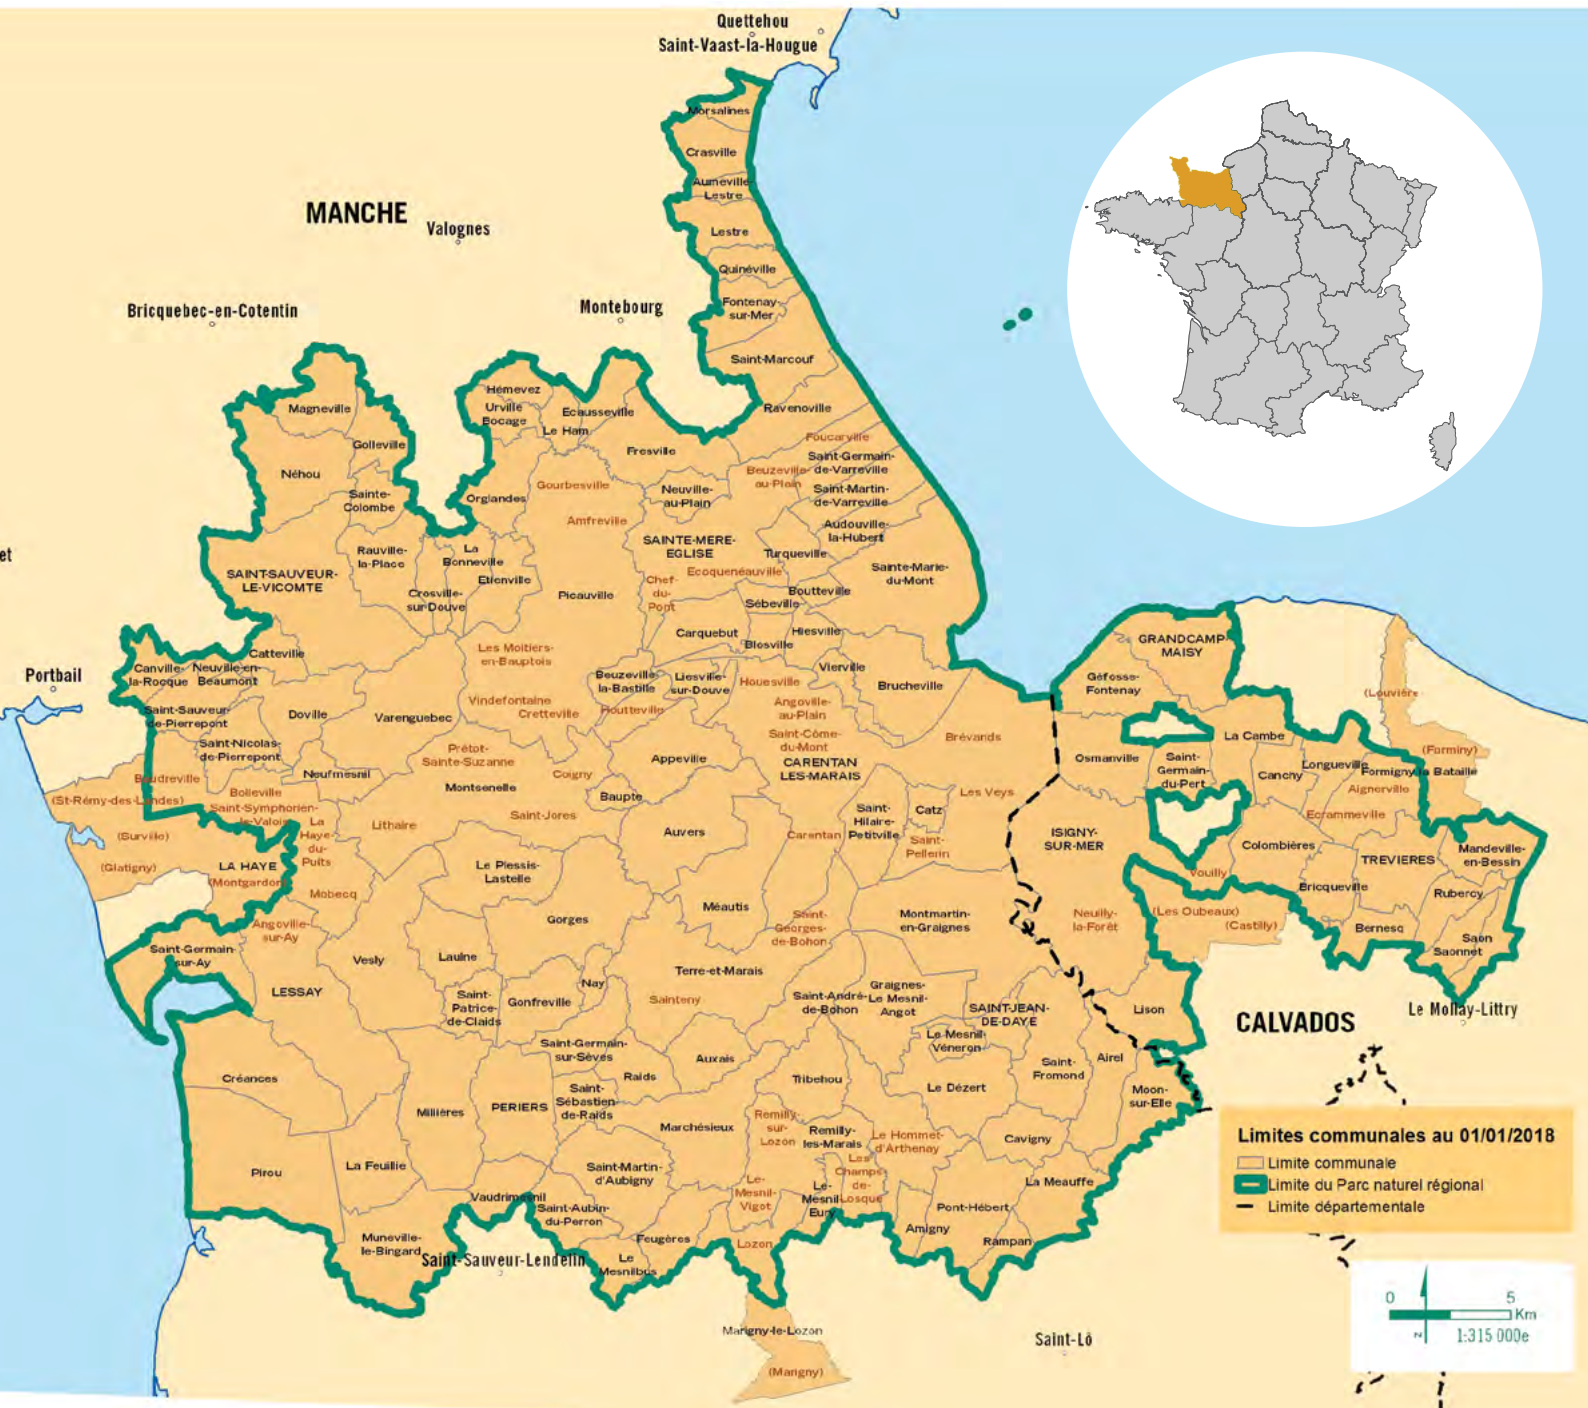 Quettehou
Saint-Vaast-la-Hougue
Morsalines
Crasville
Aumeville-
Lestre
MANCHE
Valognes
Lestre
Quinéville
Bricquebec-en-Cotentin
Montebourg
Fontenay-
sur-Mer
Saint-Marcouf
Hémevez
Urville
Bocage
Ecausseville
Le Ham
Magneville
Golleville
Ravenoville
Foucarville
Fresville
Saint-Germain-
de-Varreville
Beuzeville-
au-Plain
Néhou
Sainte-
Colombe
Orglandes
Gourbesville
Neuville-
au-Plain
Saint-Martin-
de-Varreville
Amfreville
Audouville-
la-Hubert
SAINTE-MERE-
EGLISE
Turqueville
et
Rauville-
la-Place
La
Bonneville
Etienville
SAINT-SAUVEUR-
LE-VICOMTE
Crosville-
sur-Douve
Picauville
Ecoquenéauville
Chef-
du-
Pont
Sainte-Marie-
du-Mont
Boutteville
Sébeville
Carquebut
Blosville
Hiesville
Catteville
Les Moitiers-
en-Bauptois
Vierville
GRANDCAMP-
MAISY
Portbail
Canville-
la-Rocque
Neuville-en-
Beaumont
Beuzeville-
la-Bastille
Liesville-
sur-Douve
Houesville
Brucheville
Géfosse-
Fontenay
(Louvière
Saint-Sauveur-
de-Pierrepont
Doville
Varenguebec
Vindefontaine
Cretteville
Houtteville
Angoville-
au-Plain
Saint-Côme-
du-Mont
Brévands
La Cambe
Saint-Nicolas-
de-Pierrepont
Prétot-
Sainte-Suzanne
Appeville
CARENTAN
LES-MARAIS
Osmanville
Saint-
Germain-
du-Pert
Longueville
Canchy
(Formigny)
Formigny la Bataille
Aignerville
Baudreville
Neufmesnil
Coigny
Montsenelle
Bolleville
Baupte
Les Veys
(St-Rémy-des-Landes)
Saint-Symphorien-
le-Valois
La
Haye-
du-
Puits
Lithaire
Saint-Jores
Saint-
Hilaire-
Petitville
Catz
Ecrammeville
(Surville)
Auvers
Carentan
Saint-
Pellerin
ISIGNY-
SUR-MER
Colombières
TREVIERES
Mandeville-
en-Bessin
(Glatigny)
LA HAYE
(Montgardon)
Le Plessis-
Lastelle
Vouilly
Mobecq
Bricqueville
Rubercy
Angoville-
sur-Ay
Gorges
Méautis
Saint-
Georges-
de-Bohon
Montmartin-
en-Graignes
Neuilly-
la-Forêt
(Les Oubeaux)
(Castilly)
Bernesq
Saon
Saonnet
Saint-Germain-
sur-Ay
Vesly
Laulne
Terre-et-Marais
LESSAY
Saint-
Patrice-
de-Claids
Gonfreville
Nay
Sainteny
Saint-André-
de-Bohon
Graignes-
Le Mesnil-
Angot
SAINT-JEAN-
DE-DAYE
Lison
Le Mollay-Littry
CALVADOS
Le Mesnil-
Véneron
Saint-Germain-
sur-Sèves
Auxais
Saint-
Fromond
Airel
Créances
Raids
Tribehou
Le Dézert
Moon-
sur-Elle
Saint-
Sébastien-
de-Raids
Millières
PERIERS
Marchésieux
Remilly-
sur-
Lozon
Remilly-
les-Marais
Le Hommet-
d'Arthenay
Cavigny
Limites communales au 01/01/2018
Limite communale
Limite du Parc naturel régional
Limite départementale
Pirou
La Feuillie
Saint-Martin-
d'Aubigny
Les
Champs-
de-
Losque
La Meauffe
Vaudrimesnil
Le-
Mesnil-
Vigot
Le-
Mesnil-
Eury
Saint-Aubin-
du-Perron
Pont-Hébert
Amigny
Muneville-
le-Bingard
Feugères
Lozon
Rampan
Saint-Sauveur-Lendelin
Le
Mesnilbus
0 5
Km
N
1:315 000e
Marigny-le-Lozon
Saint-Lô
(Marigny)